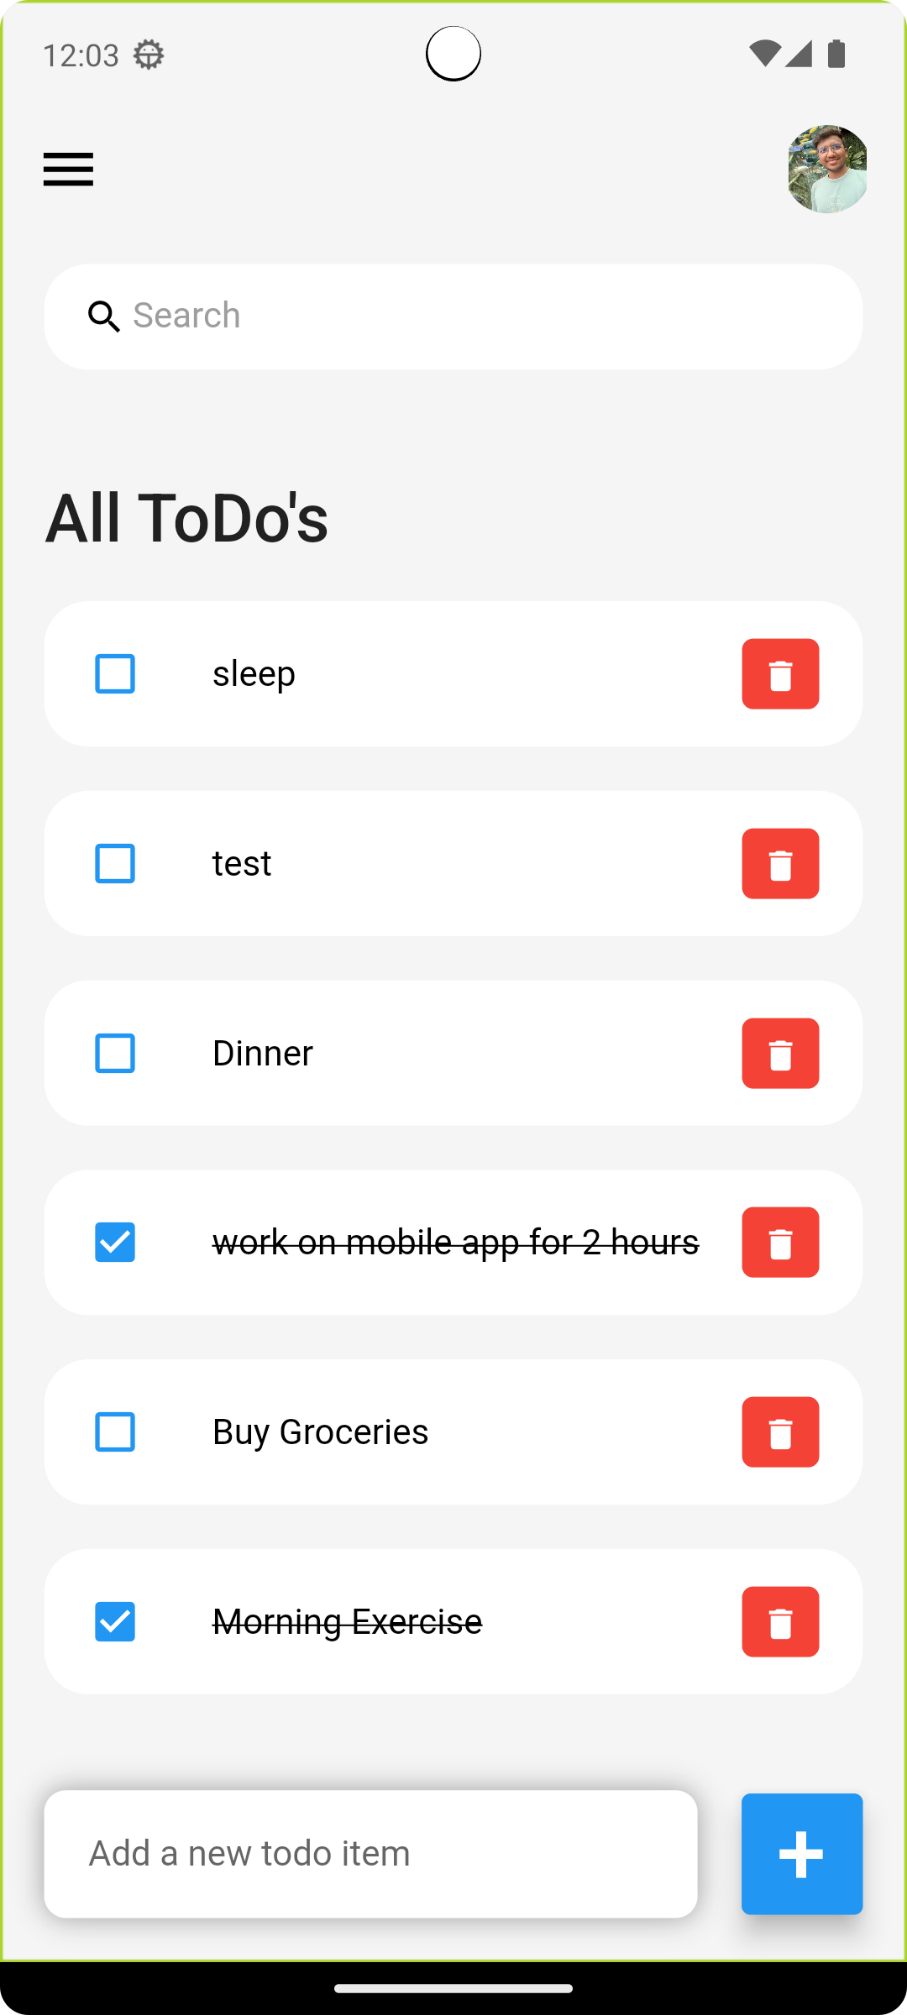 12:03
Search
All ToDo's
sleep
test
Dinner
work on mobile app for 2 hours
Buy Groceries
Morning Exercise
Add a new todo item